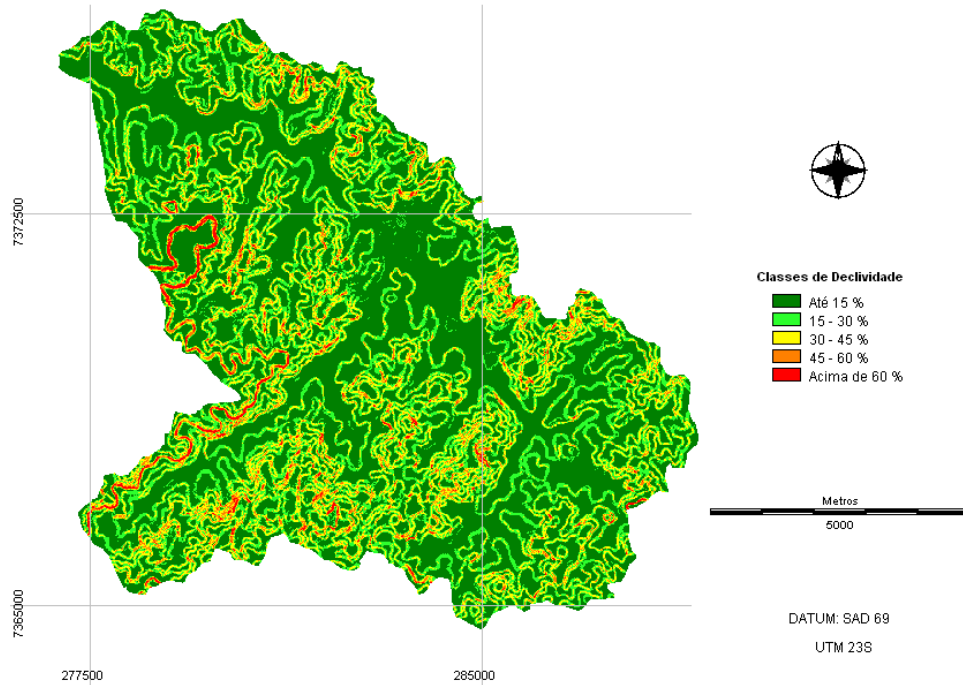 N
7372500
Classes de Declividade
Até 15 %
15 - 30 %
30 - 45 %
45 - 60 %
Acima de 60 %
Metros
5000
7365000
DATUM: SAD 69
UTM 23S
277500
285000